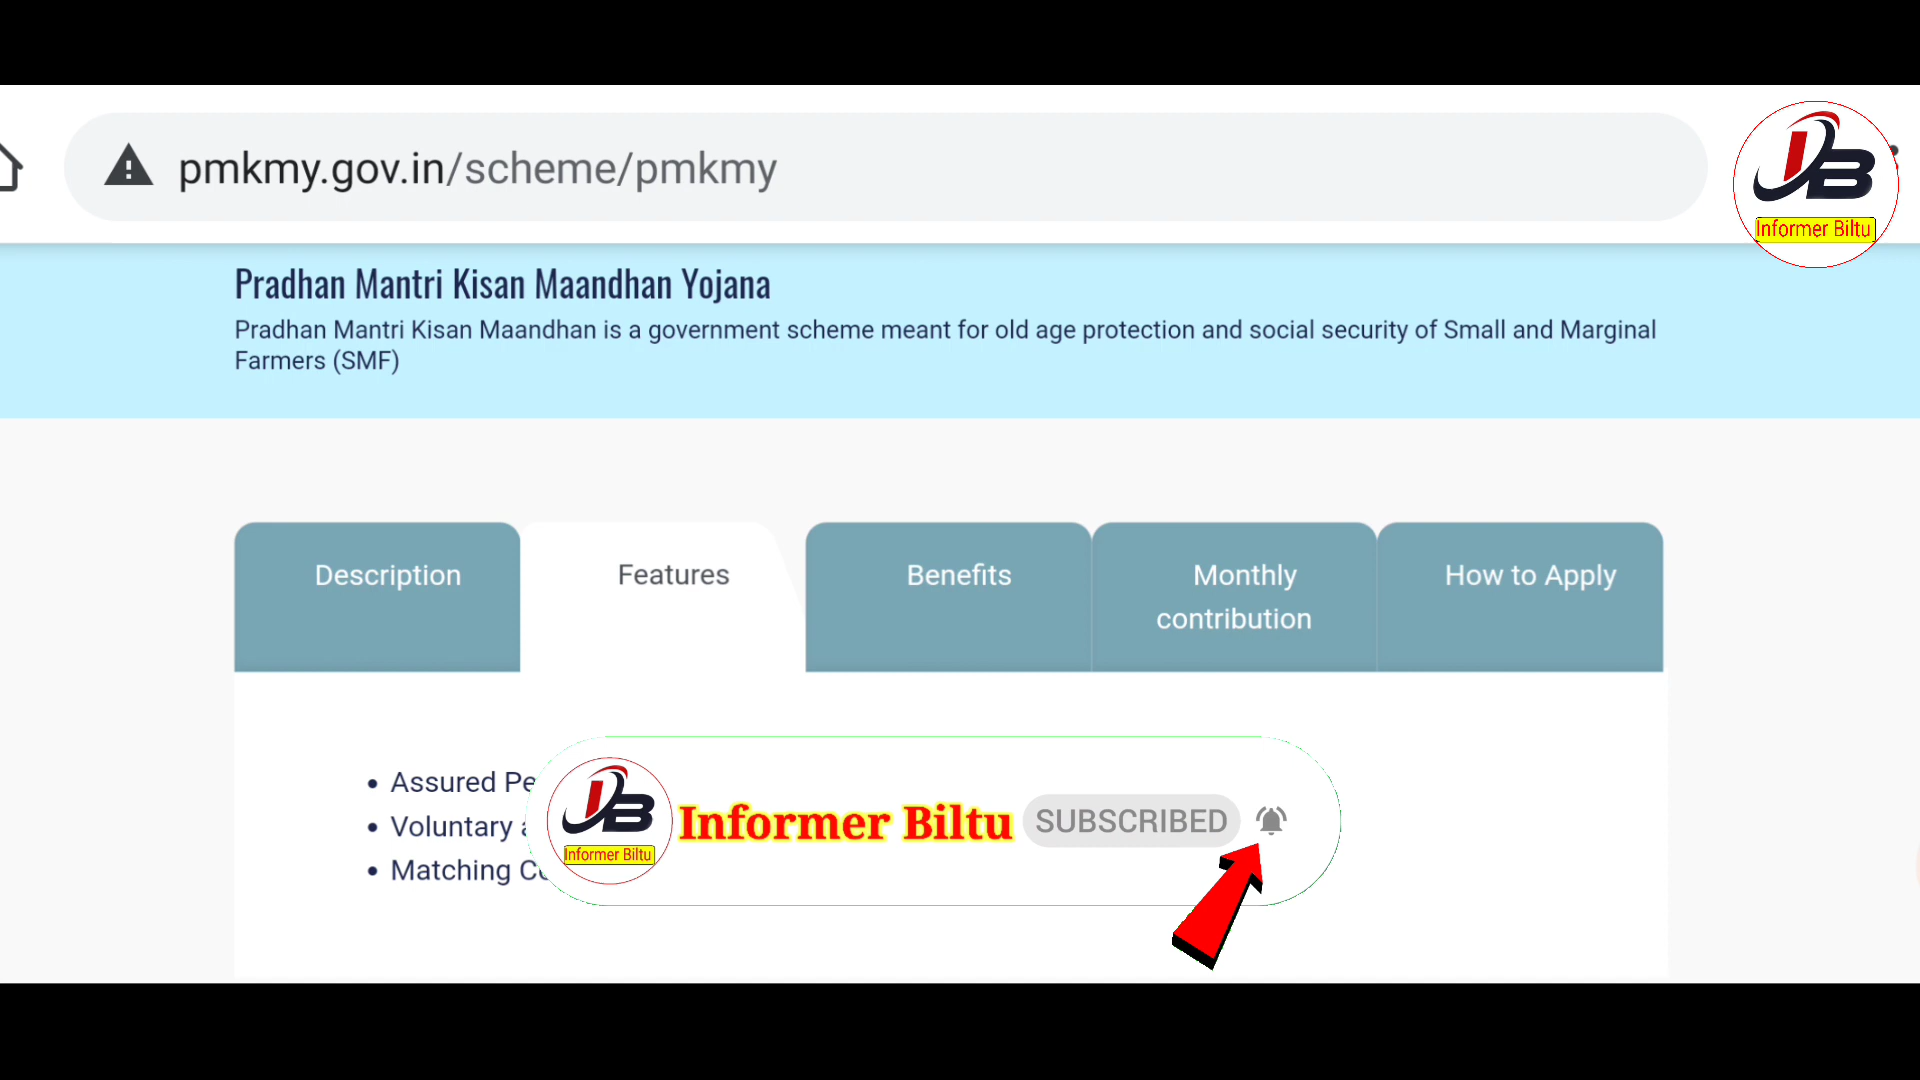 pmkmy.gov.in/scheme/pmkmy
Informer Biltu
Pradhan Mantri Kisan Maandhan Yojana
Pradhan Mantri Kisan Maandhan is a government scheme meant for old age protection and social security of Small and Marginal
Farmers (SMF)
Description
Features
Benefits
Monthly
contribution
How to Apply
• Assured
• Voluntary
• Matching
Informer Biltu
Informer Biltu
SUBSCRIBED